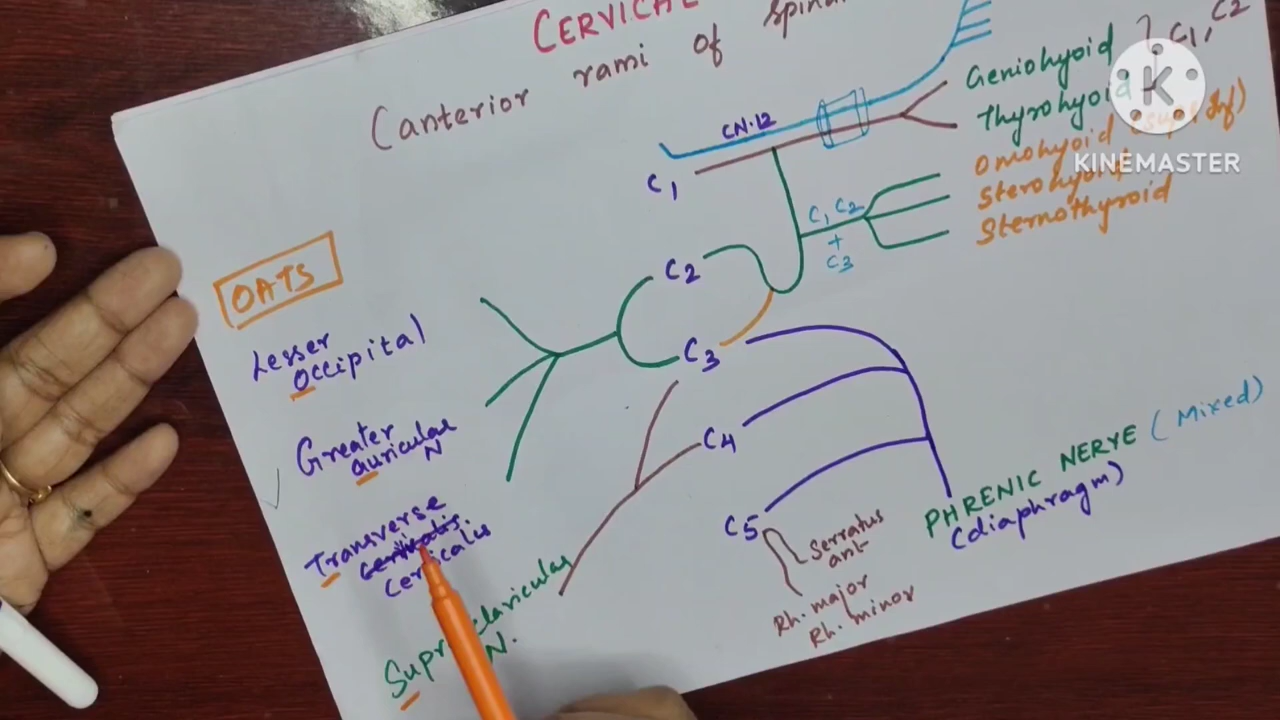 CERVICAL
(anterior rami of spinal
Geniohyoid } C1, C2
Thyrohyoid
K
KINEMASTER
CN.12
C1
Omohyoid
Sterohyoid
Sternothyroid
C1 C2
+
C3
OATS
C2
Lesser
Occipital
C3
Greater
auricular
N
C4
PHRENIC NERVE (Mixed)
(diaphragm)
Transverse
Cervicalis
C5
Serratus
ant
Rh. major
Rh. minor
N.